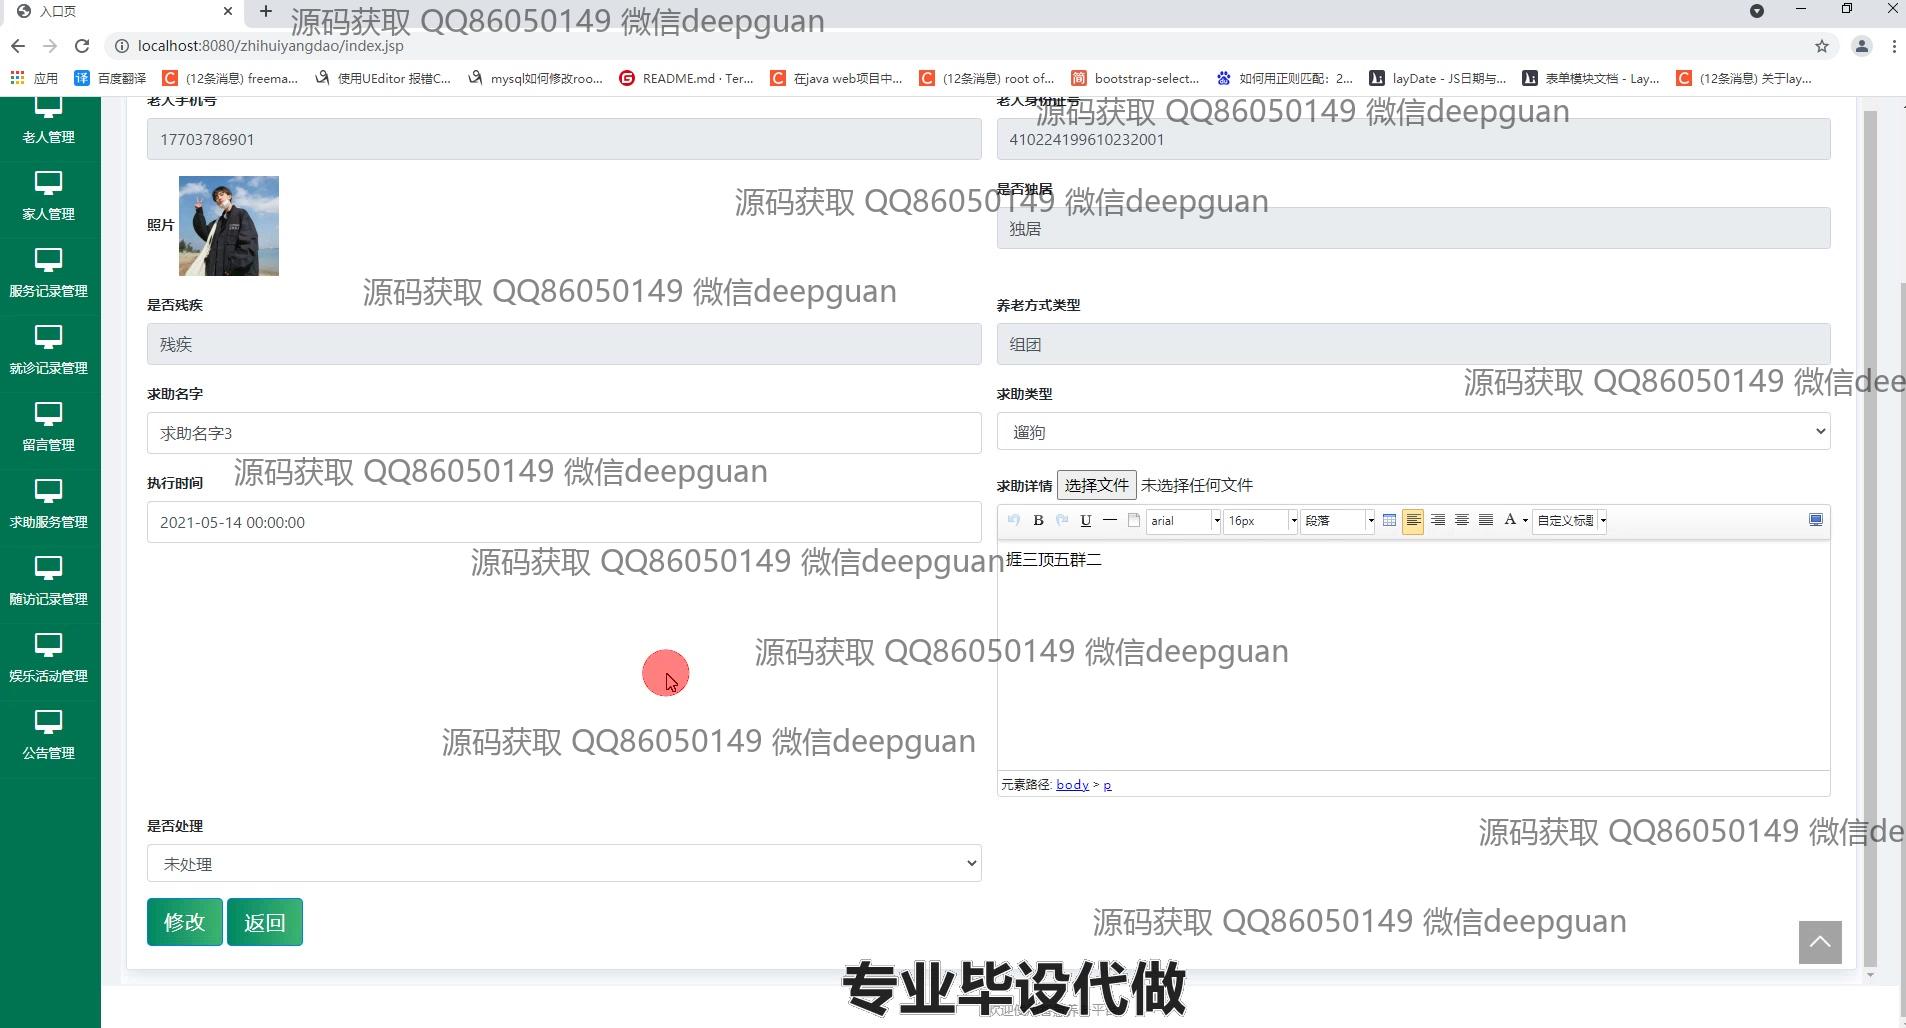 入口页
源码获取 QQ86050149 微信deepguan
localhost:8080/zhihuiyangdao/index.jsp
应用
百度翻译
(12条消息) freema...
使用UEditor 报错C...
mysql如何修改roo...
README.md · Ter...
在java web项目中...
(12条消息) root of...
bootstrap-select...
如何用正则匹配：2...
layDate - JS日期与...
表单模块文档 - Lay...
(12条消息) 关于lay...
老人手机号
老人身份证号
源码获取 QQ86050149 微信deepguan
老人管理
17703786901
410224199610232001
家人管理
照片
是否独居
源码获取 QQ86050149 微信deepguan
独居
服务记录管理
源码获取 QQ86050149 微信deepguan
是否残疾
养老方式类型
残疾
组团
就诊记录管理
源码获取 QQ86050149 微信dee
求助名字
求助类型
求助名字3
遛狗
留言管理
源码获取 QQ86050149 微信deepguan
执行时间
求助详情 选择文件 未选择任何文件
2021-05-14 00:00:00
求助服务管理
B U arial 16px 段落 A 自定义标题
源码获取 QQ86050149 微信deepguan
捱三顶五群二
随访记录管理
源码获取 QQ86050149 微信deepguan
娱乐活动管理
源码获取 QQ86050149 微信deepguan
公告管理
元素路径: body > p
是否处理
源码获取 QQ86050149 微信de
未处理
修改 返回
源码获取 QQ86050149 微信deepguan
专业毕设代做